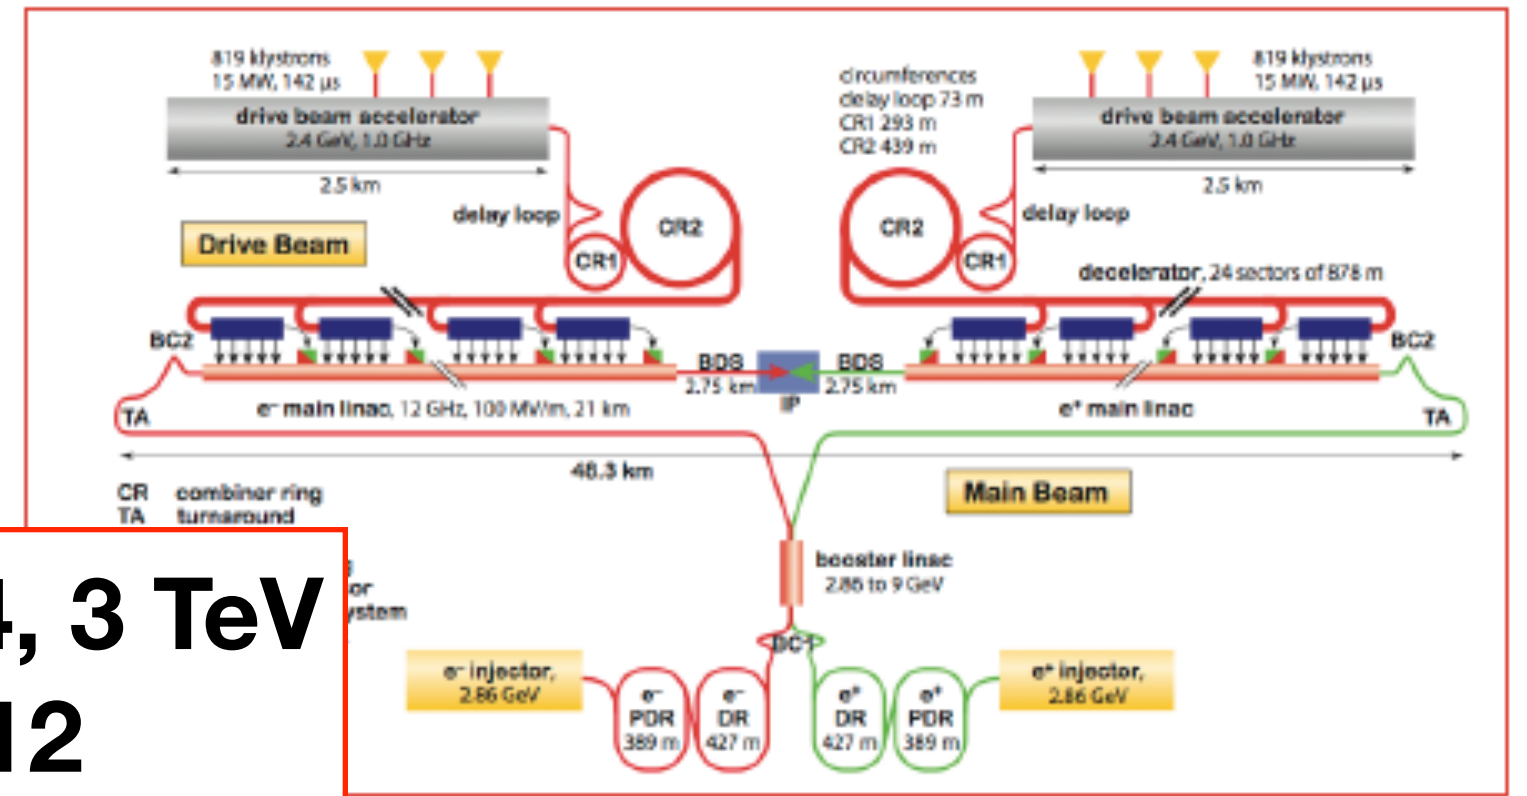 819 klystrons
15 MW, 142 μs
drive beam accelerator
2.4 GeV, 1.0 GHz
2.5 km
delay loop
CR2
CR1
Drive Beam
circumferences
delay loop 73 m
CR1 293 m
CR2 439 m
819 klystrons
15 MW, 142 μs
drive beam accelerator
2.4 GeV, 1.0 GHz
2.5 km
CR2
delay loop
CR1
decelerator, 24 sectors of 878 m
BC2
BDS
2.75 km
IP
BDS
2.75 km
BC2
TA
e⁻ main linac, 12 GHz, 100 MV/m, 21 km
e⁺ main linac
TA
48.3 km
CR combiner ring
TA turnaround
Main Beam
booster linac
2.86 to 9 GeV
, 3 TeV
12
BC1
e⁻ injector,
2.86 GeV
e⁻
PDR
389 m
e⁻
DR
427 m
e⁺
DR
427 m
e⁺
PDR
389 m
e⁺ injector,
2.86 GeV